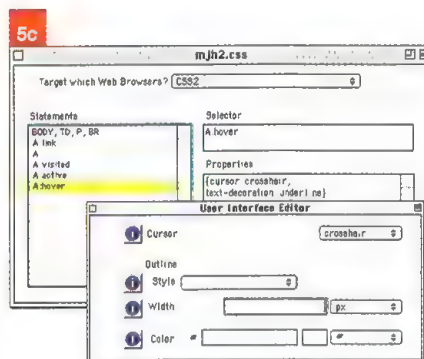 5c
mjh2.css
Target which Web Browsers? CSS2
Statements
BODY, TD, P, BR
A link
A
A visited
A active
A:hover
Selector
A:hover
Properties
{cursor crosshair,
text-decoration underline}
User Interface Editor
Cursor crosshair
Outline
Style
Width px
Color # #